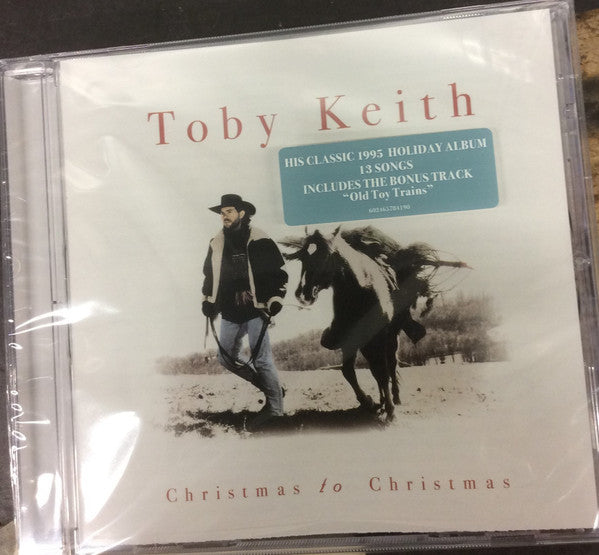 Toby Keith
HIS CLASSIC 1995 HOLIDAY ALBUM
13 SONGS
INCLUDES THE BONUS TRACK
"Old Toy Trains"
602465784190
Christmas to Christmas